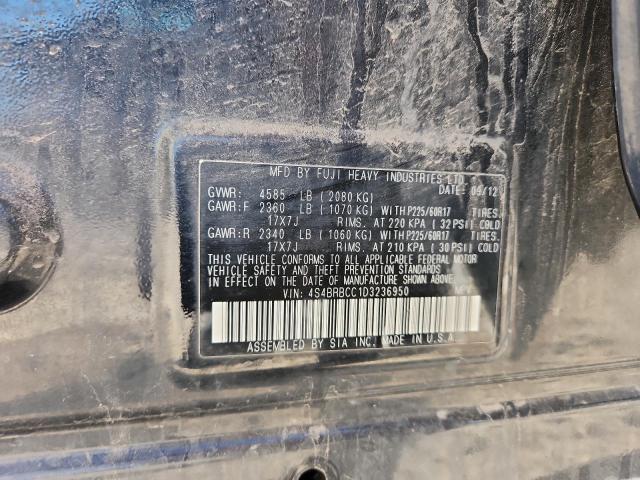 MFD BY FUJI HEAVY INDUSTRIES LTD.
DATE: 09/12
GVWR: 4585 LB ( 2080 KG)
GAWR:F 2360 LB ( 1070 KG) WITH P225/60R17 TIRES,
17X7J RIMS, AT 220 KPA ( 32 PSI) COLD
GAWR:R 2340 LB ( 1060 KG) WITH P225/60R17 TIRES,
17X7J RIMS, AT 210 KPA ( 30 PSI) COLD
THIS VEHICLE CONFORMS TO ALL APPLICABLE FEDERAL MOTOR
VEHICLE SAFETY AND THEFT PREVENTION STANDARDS
IN EFFECT ON THE DATE OF MANUFACTURE SHOWN ABOVE.
VIN: 4S4BRBCC1D3236950 MPV
ASSEMBLED BY SIA INC. MADE IN U.S.A.